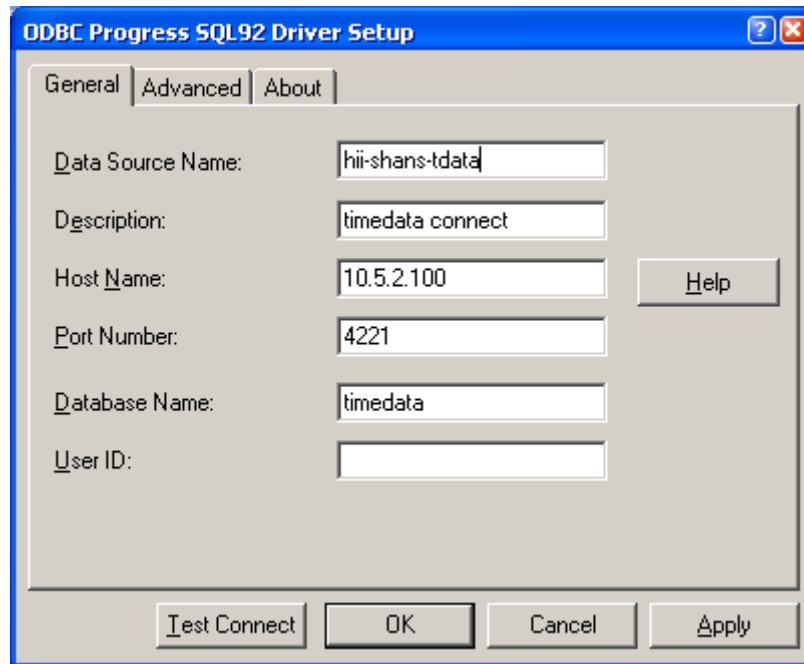 ODBC Progress SQL92 Driver Setup
General Advanced About
Data Source Name: hii-shans-tdata
Description: timedata connect
Host Name: 10.5.2.100
Help
Port Number: 4221
Database Name: timedata
User ID:
Test Connect OK Cancel Apply